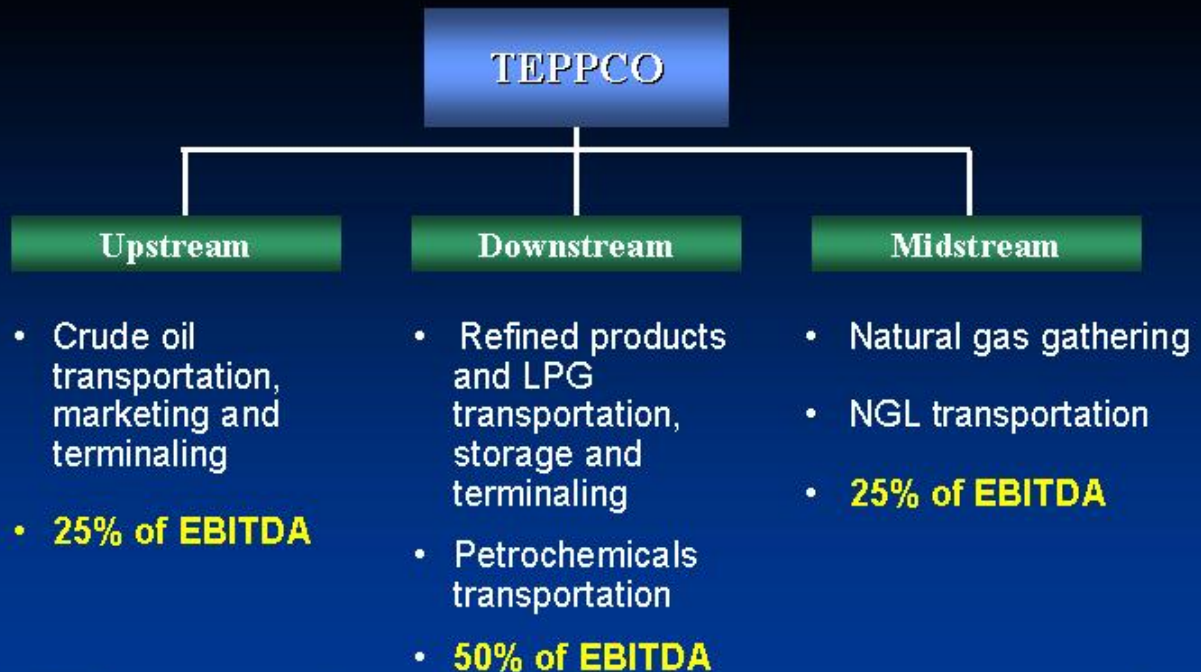 TEPPCO
Upstream
• Crude oil
transportation,
marketing and
terminaling
• 25% of EBITDA
Downstream
• Refined products
and LPG
transportation,
storage and
terminaling
• Petrochemicals
transportation
• 50% of EBITDA
Midstream
• Natural gas gathering
• NGL transportation
• 25% of EBITDA